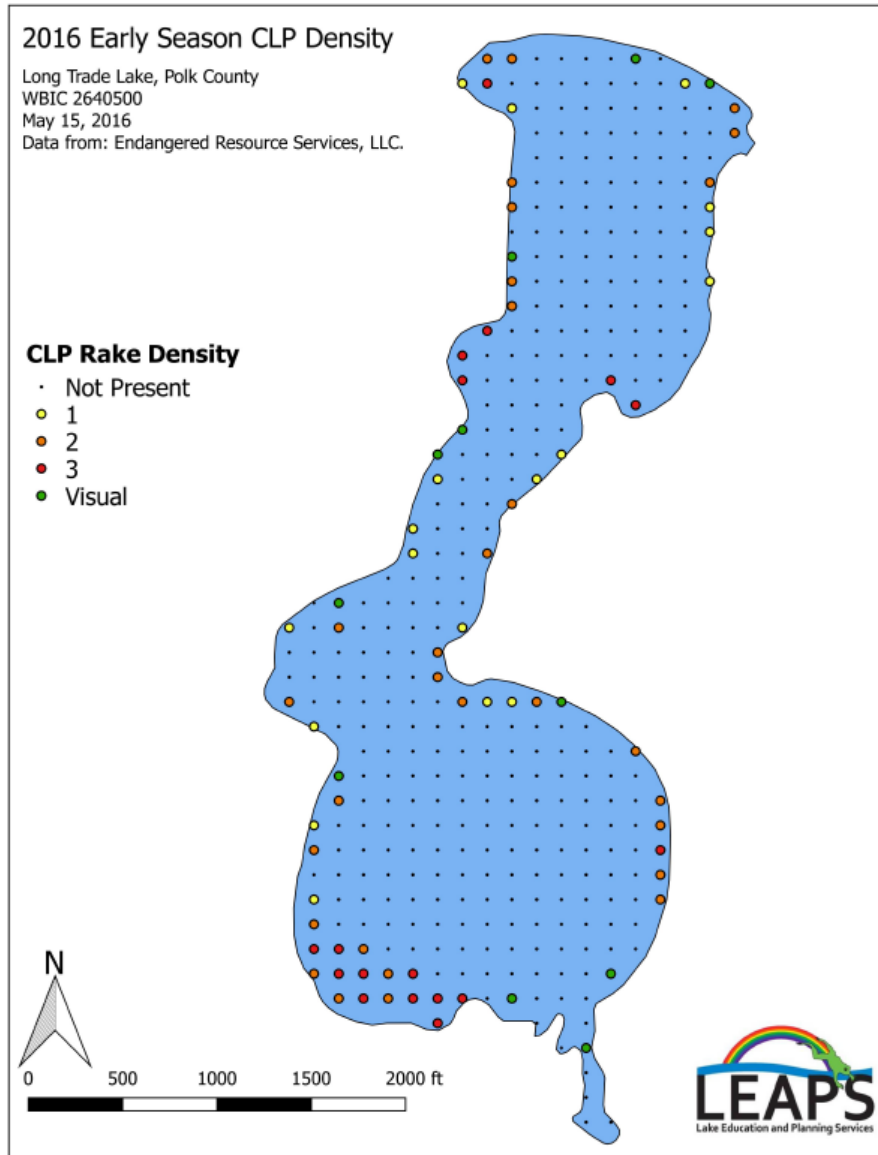 2016 Early Season CLP Density
Long Trade Lake, Polk County
WBIC 2640500
May 15, 2016
Data from: Endangered Resource Services, LLC.
CLP Rake Density
Not Present
1
2
3
Visual
N
0 500 1000 1500 2000 ft
LEAPS
Lake Education and Planning Services